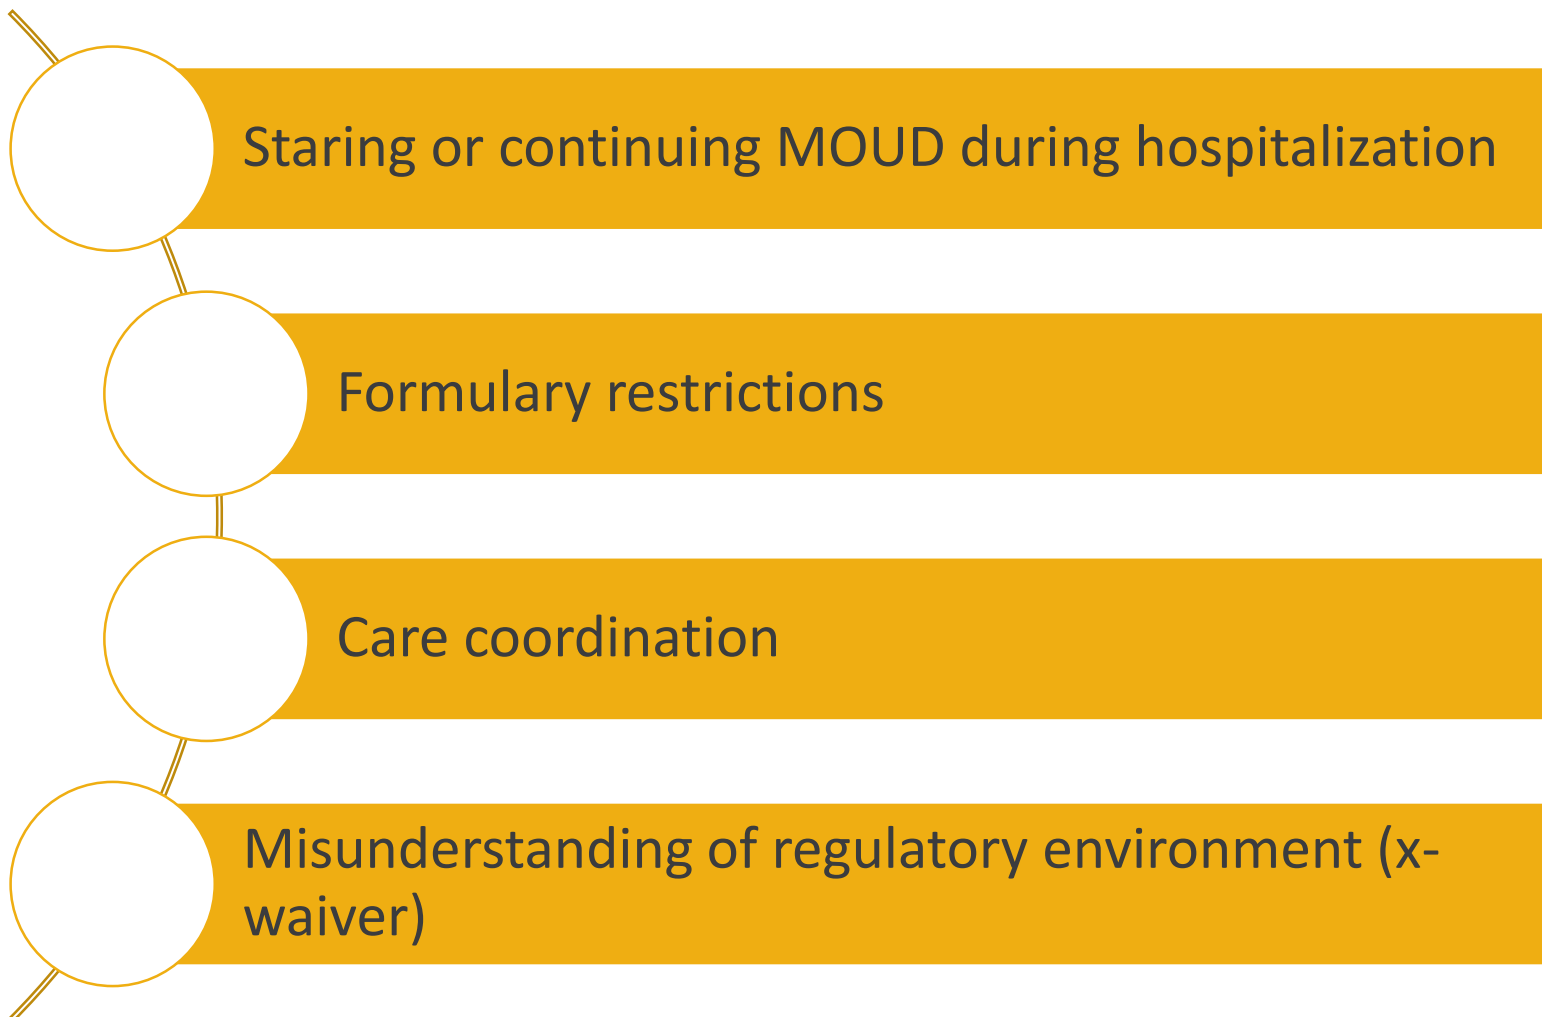 Staring or continuing MOUD during hospitalization
Formulary restrictions
Care coordination
Misunderstanding of regulatory environment (x-
waiver)